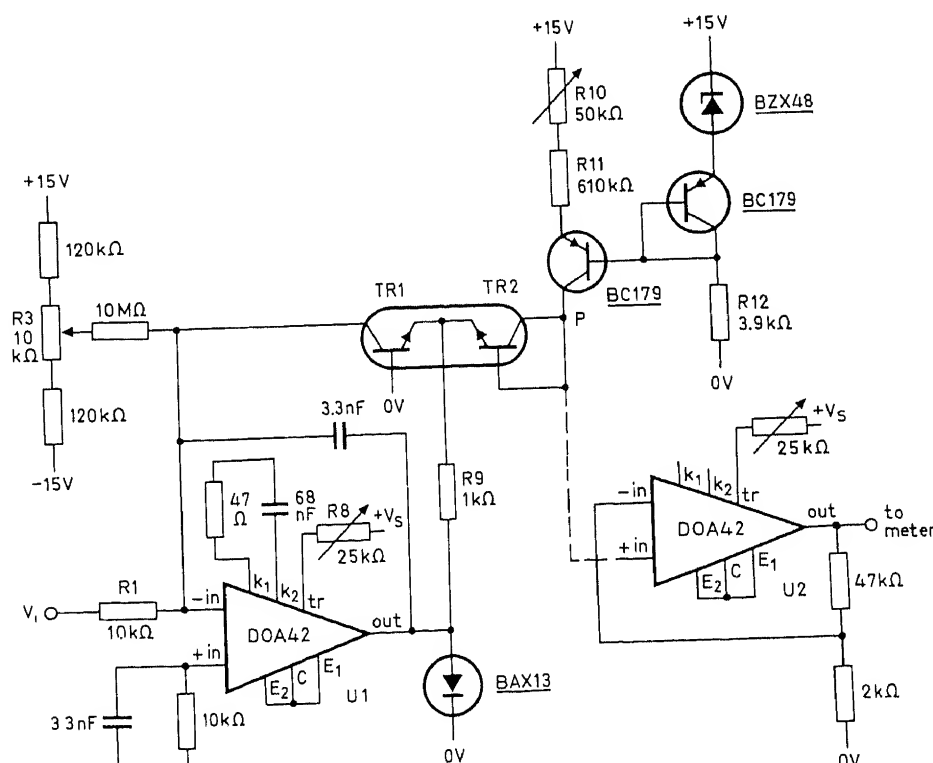 +15V
+15V
R10
50kΩ
BZX48
R11
610kΩ
+15V
BC179
120kΩ
TR1
TR2
R3
10
kΩ
10MΩ
P
BC179
R12
3.9kΩ
0V
0V
120kΩ
3.3nF
-15V
+Vs
25kΩ
47
Ω
68
nF
R8
+Vs
25kΩ
R9
1kΩ
k1
k2
tr
-in
DOA42
out
to
meter
+in
E2
C
E1
U2
47kΩ
k1
k2
tr
R1
V1
10kΩ
-in
DOA42
out
+in
E2
C
E1
U1
BAX13
2kΩ
3.3nF
10kΩ
0V
0V